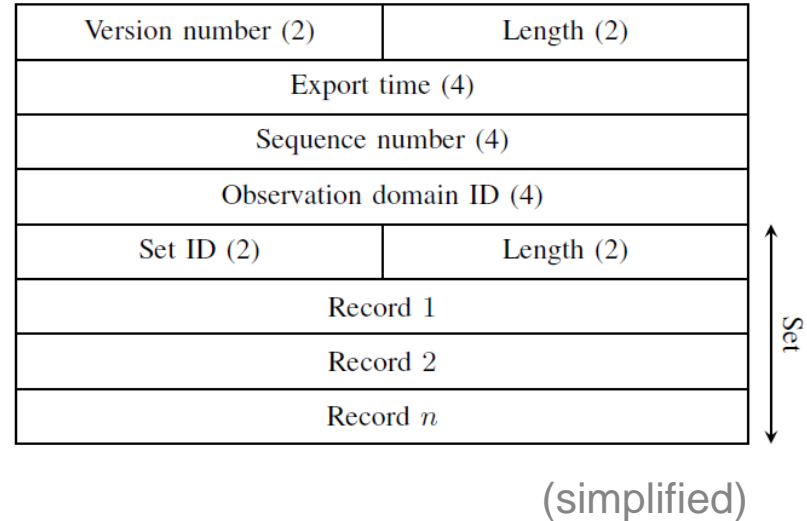 Version number (2) Length (2)
Export time (4)
Sequence number (4)
Observation domain ID (4)
Set ID (2) Length (2)
Record 1
Record 2
Record n
Set
(simplified)